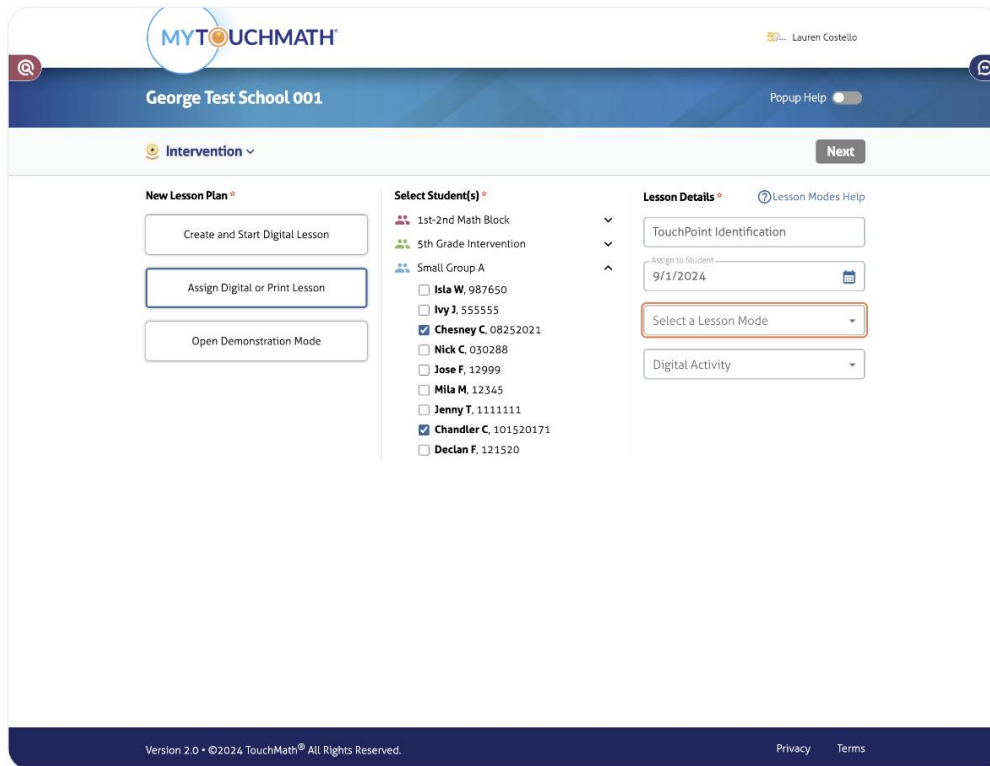 MYTOUCHMATH®
Lauren Costello
George Test School 001
Popup Help
Intervention
Next
New Lesson Plan *
Create and Start Digital Lesson
Assign Digital or Print Lesson
Open Demonstration Mode
Select Student(s) *
1st-2nd Math Block
5th Grade Intervention
Small Group A
Isla W, 987650
Ivy J, 555555
Chesney C, 08252021
Nick C, 030288
Jose F, 12999
Mila M, 12345
Jenny T, 1111111
Chandler C, 101520171
Declan F, 121520
Lesson Details *
?Lesson Modes Help
TouchPoint Identification
Assign to Student
9/1/2024
Select a Lesson Mode
Digital Activity
Version 2.0 • ©2024 TouchMath® All Rights Reserved.
Privacy
Terms